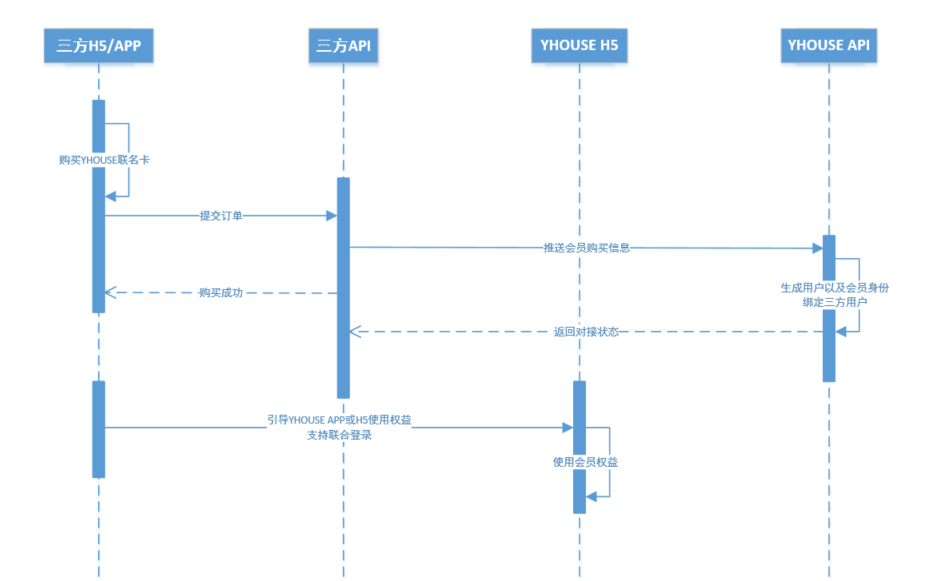 三方H5/APP
三方API
YHOUSE H5
YHOUSE API
购买YHOUSE联名卡
提交订单
推送会员购买信息
生成用户以及会员身份
绑定三方用户
购买成功
返回对接状态
引导YHOUSE APP或H5使用权益
支持联合登录
使用会员权益